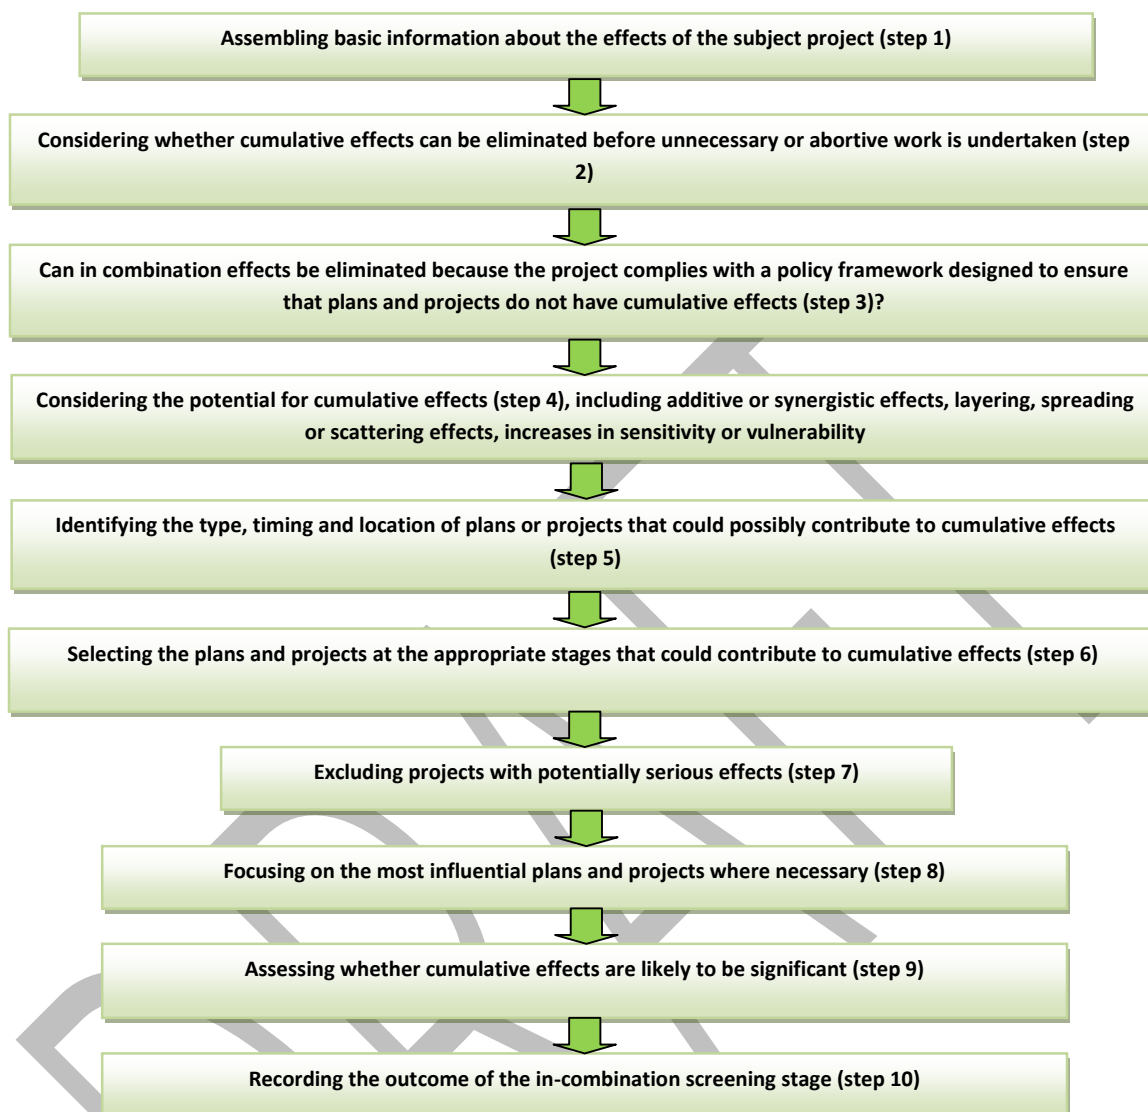 Assembling basic information about the effects of the subject project (step 1)
Considering whether cumulative effects can be eliminated before unnecessary or abortive work is undertaken (step
2)
Can in combination effects be eliminated because the project complies with a policy framework designed to ensure
that plans and projects do not have cumulative effects (step 3)?
Considering the potential for cumulative effects (step 4), including additive or synergistic effects, layering, spreading
or scattering effects, increases in sensitivity or vulnerability
Identifying the type, timing and location of plans or projects that could possibly contribute to cumulative effects
(step 5)
Selecting the plans and projects at the appropriate stages that could contribute to cumulative effects (step 6)
Excluding projects with potentially serious effects (step 7)
Focusing on the most influential plans and projects where necessary (step 8)
Assessing whether cumulative effects are likely to be significant (step 9)
Recording the outcome of the in-combination screening stage (step 10)